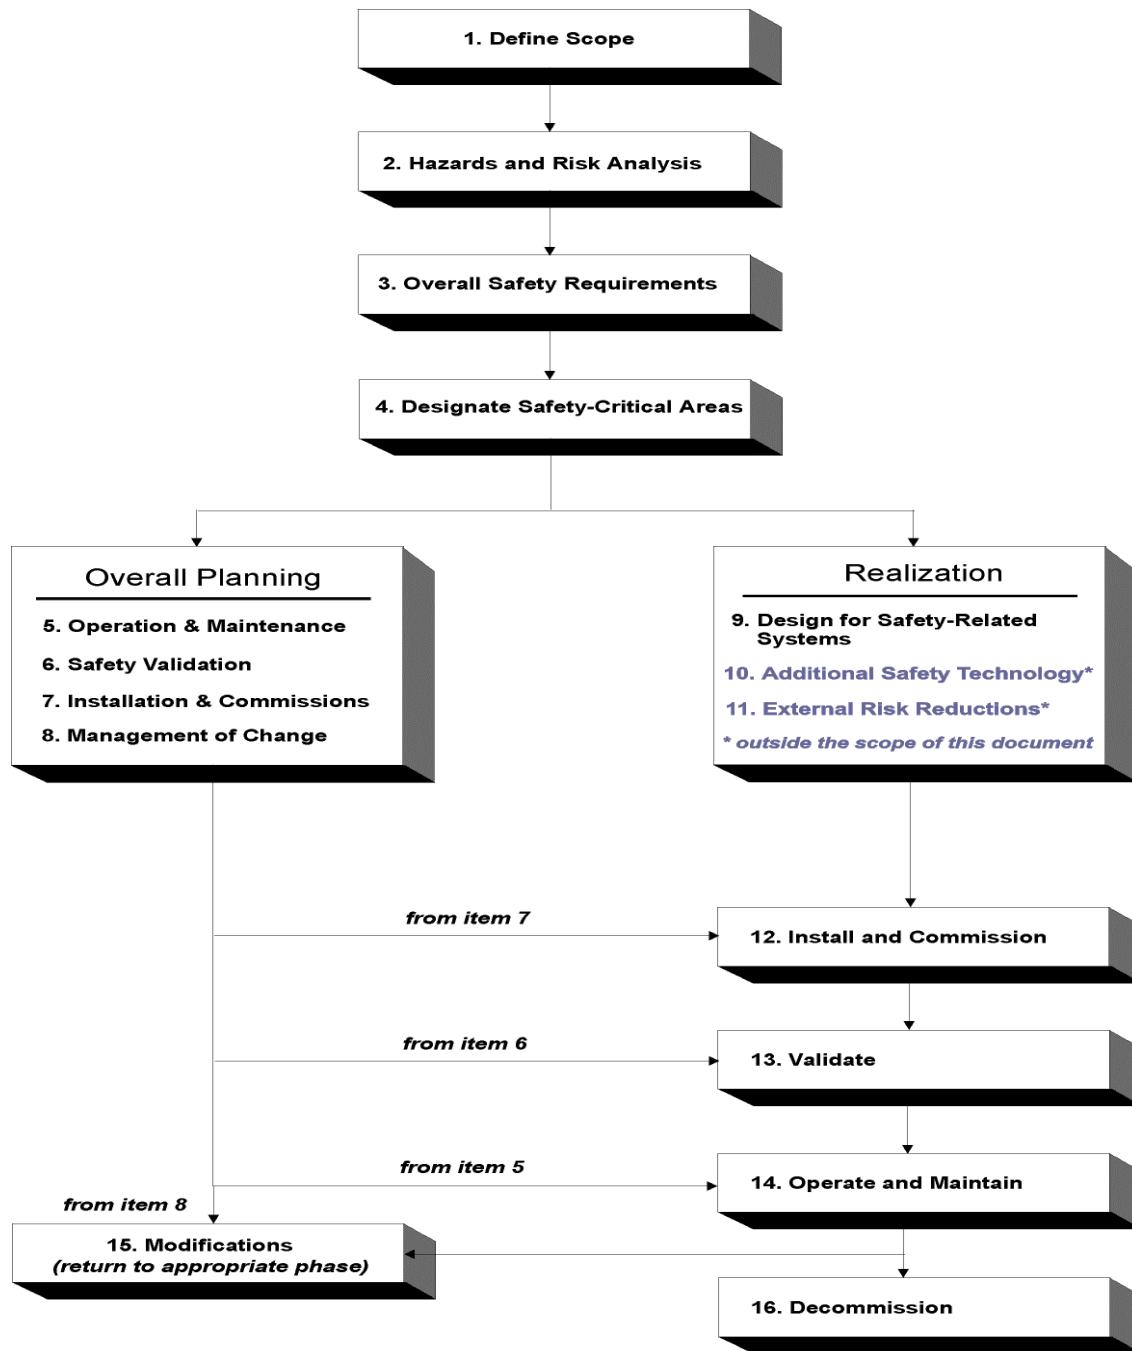 1. Define Scope
2. Hazards and Risk Analysis
3. Overall Safety Requirements
4. Designate Safety-Critical Areas
Overall Planning
5. Operation & Maintenance
6. Safety Validation
7. Installation & Commissions
8. Management of Change
Realization
9. Design for Safety-Related
Systems
10. Additional Safety Technology*
11. External Risk Reductions*
* outside the scope of this document
from item 7
12. Install and Commission
from item 6
13. Validate
from item 5
14. Operate and Maintain
from item 8
15. Modifications
(return to appropriate phase)
16. Decommission